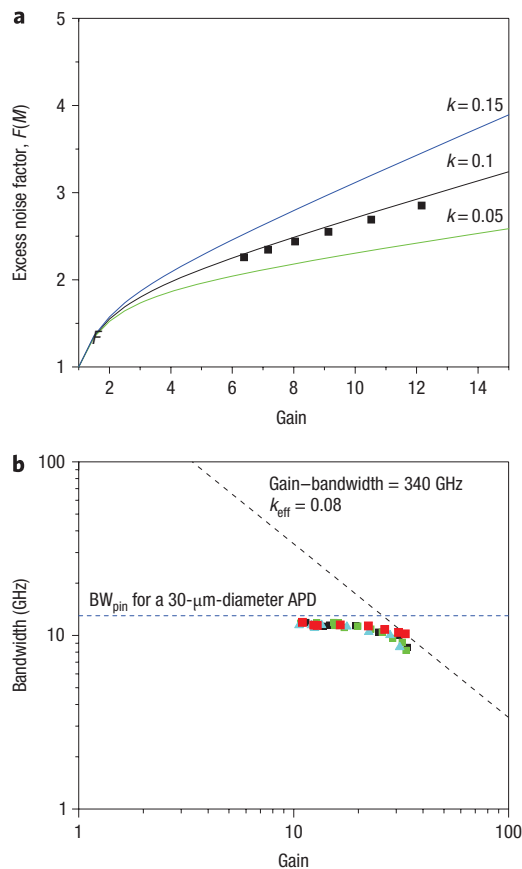 a
5
4
3
2
1
Excess noise factor, F(M)
k = 0.15
k = 0.1
k = 0.05
2
4
6
8
10
12
14
Gain
b
100
10
1
Bandwidth (GHz)
Gain–bandwidth = 340 GHz
keff = 0.08
BWpin for a 30-μm-diameter APD
1
10
100
Gain